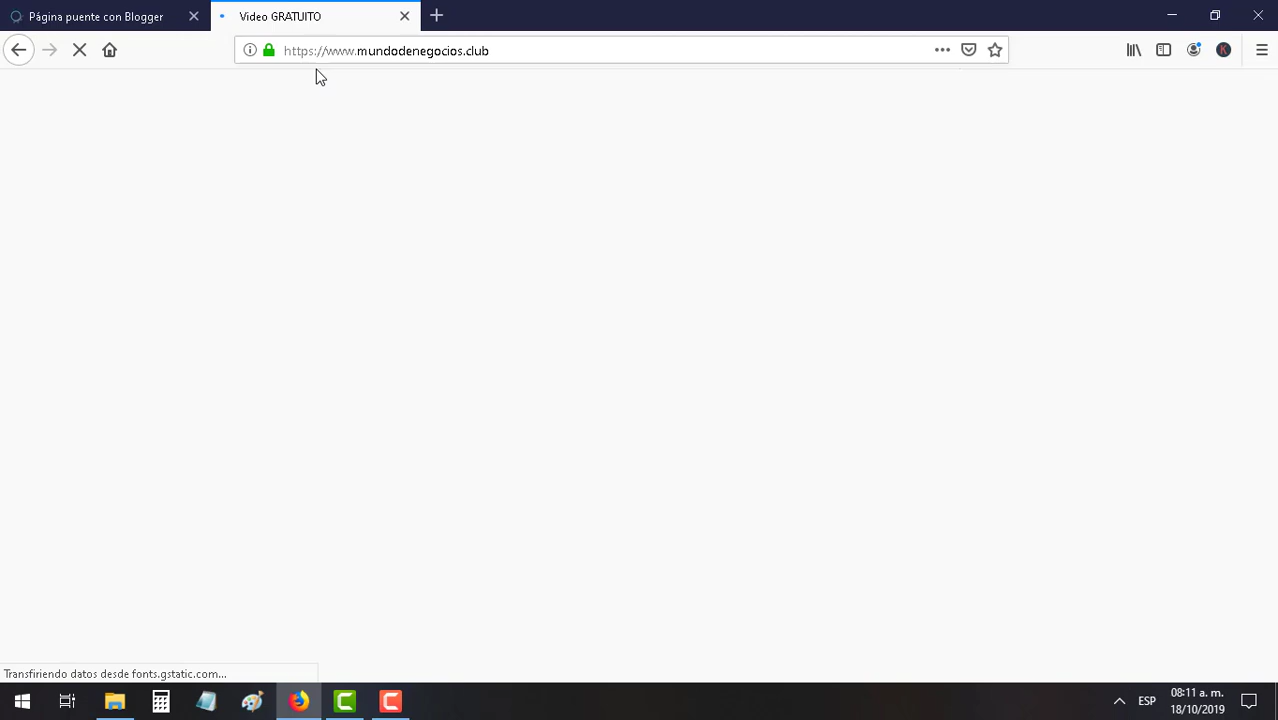 Página puente con Blogger
Video GRATUITO
https://www.mundodenegocios.club
K
Transfiriendo datos desde fonts.gstatic.com...
ESP
08:11 a. m.
18/10/2019